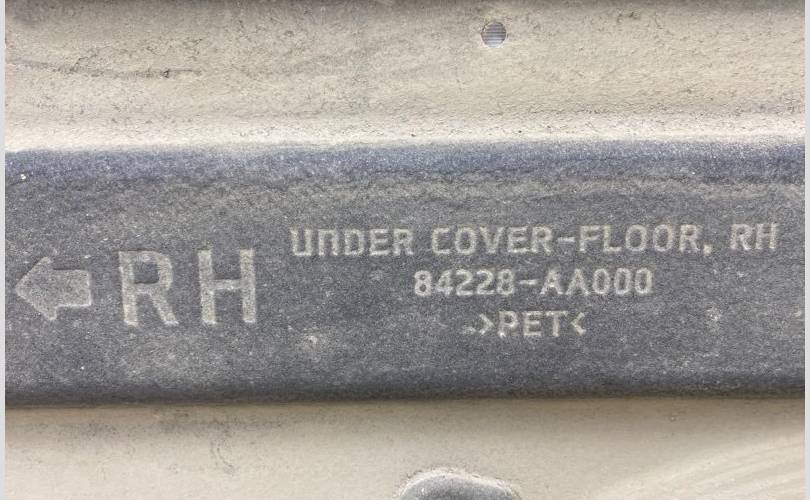 UNDER COVER-FLOOR, RH
RH
84228-AA000
>PET<